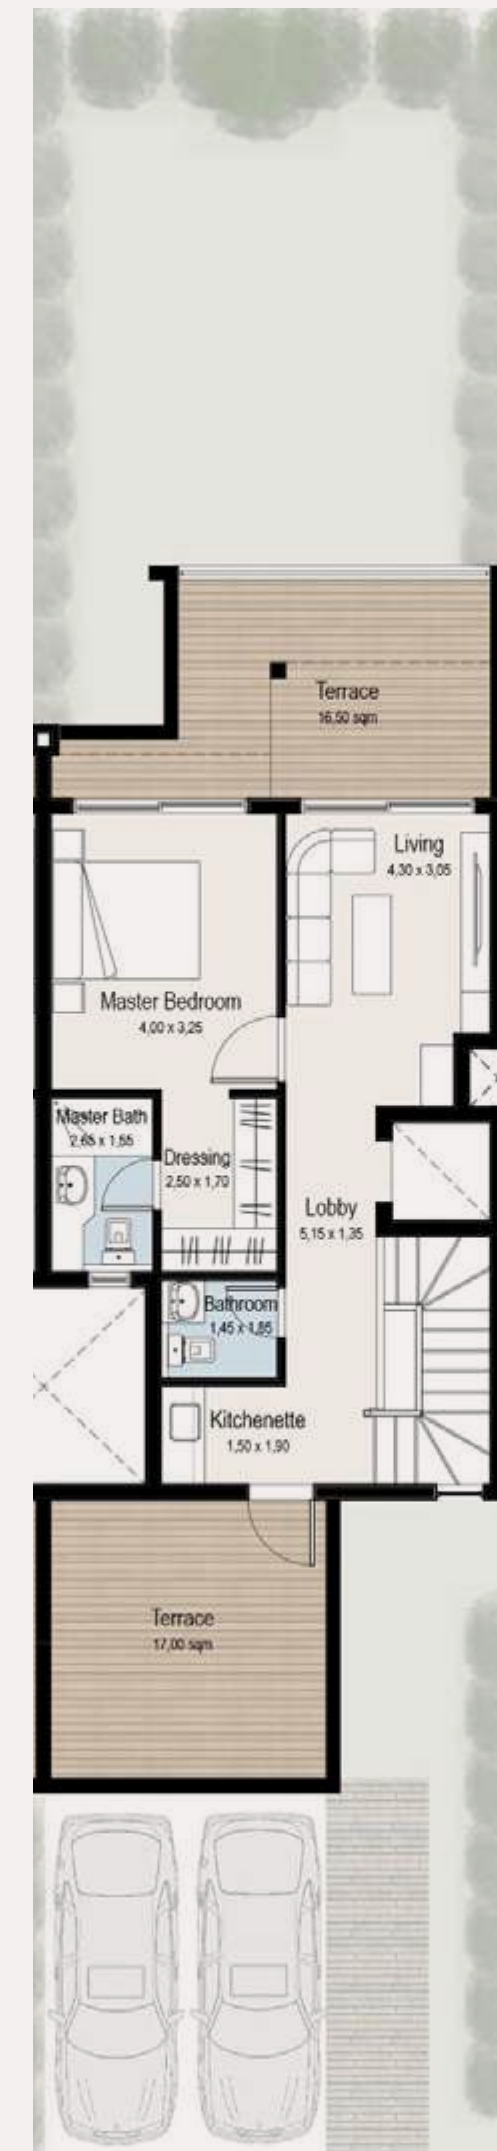 Terrace
16,50 sqm
Living
4,30 x 3,05
Master Bedroom
4,00 x 3,25
Master Bath
2,65 x 1,55
Dressing
2,50 x 1,70
Lobby
5,15 x 1,35
Bathroom
1,45 x 1,85
Kitchenette
1,50 x 1,90
Terrace
17,00 sqm